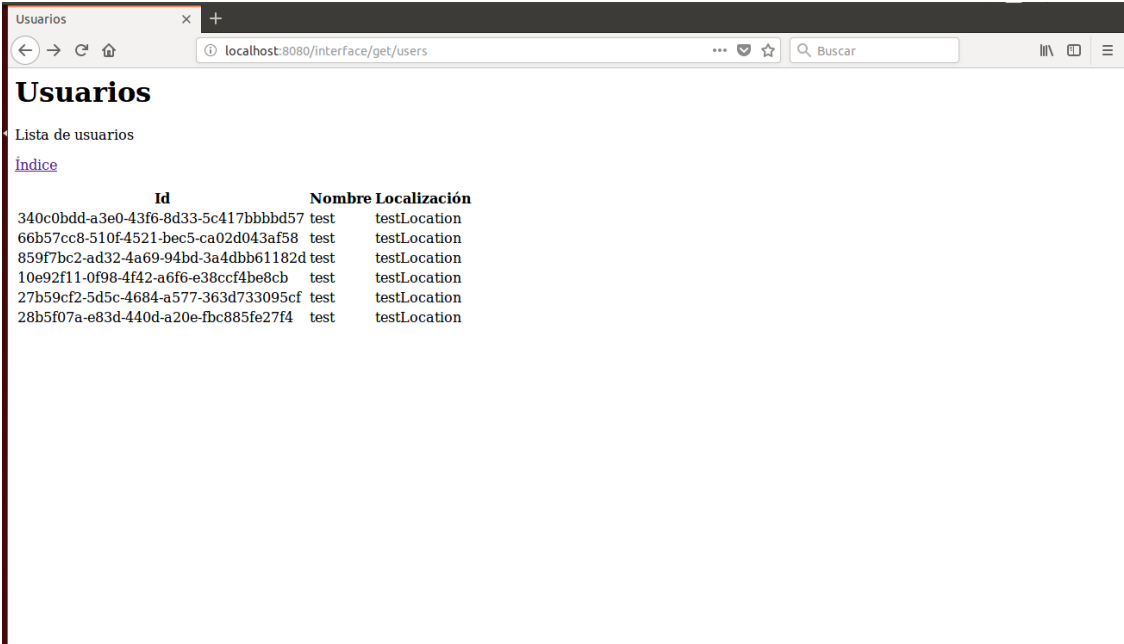 Usuarios
localhost:8080/interface/get/users
Buscar
Usuarios
Lista de usuarios
Índice
Id Nombre Localización
340c0bdd-a3e0-43f6-8d33-5c417bbbbd57 test testLocation
66b57cc8-510f-4521-bec5-ca02d043af58 test testLocation
859f7bc2-ad32-4a69-94bd-3a4dbb61182d test testLocation
10e92f11-0f98-4f42-a6f6-e38ccf4be8cb test testLocation
27b59cf2-5d5c-4684-a577-363d733095cf test testLocation
28b5f07a-e83d-440d-a20e-fbc885fe27f4 test testLocation